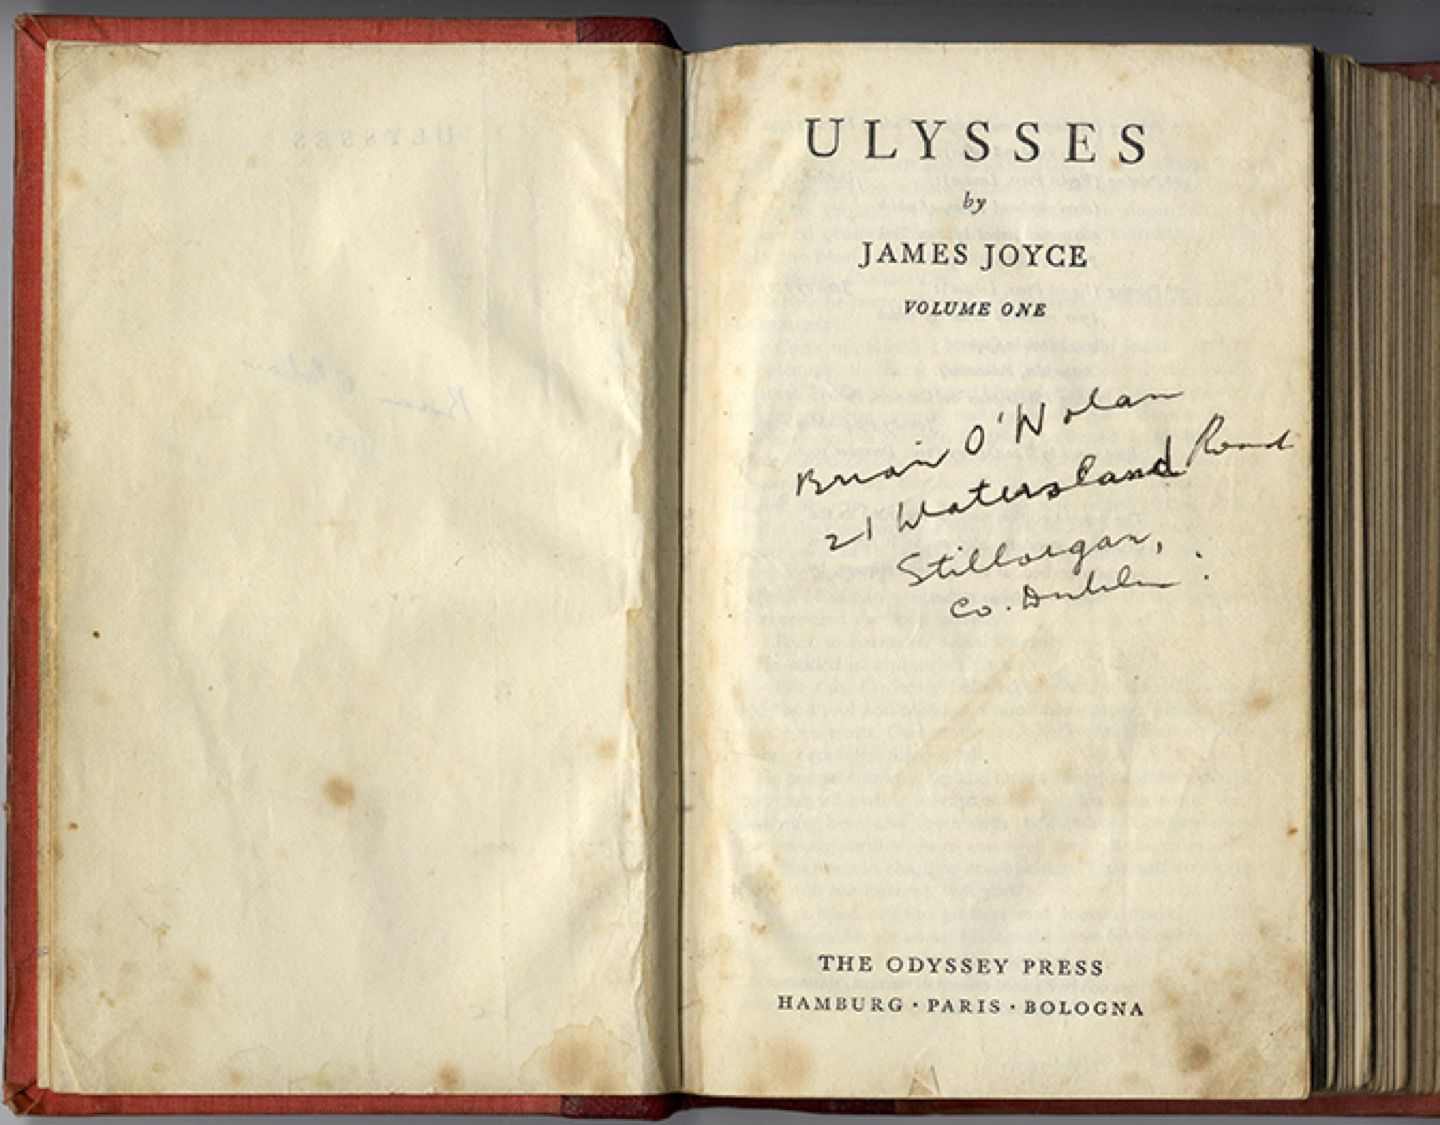 ULYSSES
by
JAMES JOYCE
VOLUME ONE
Brian O'Nolan
21 Watersland Road
Stillorgan,
Co. Dublin.
THE ODYSSEY PRESS
HAMBURG · PARIS · BOLOGNA